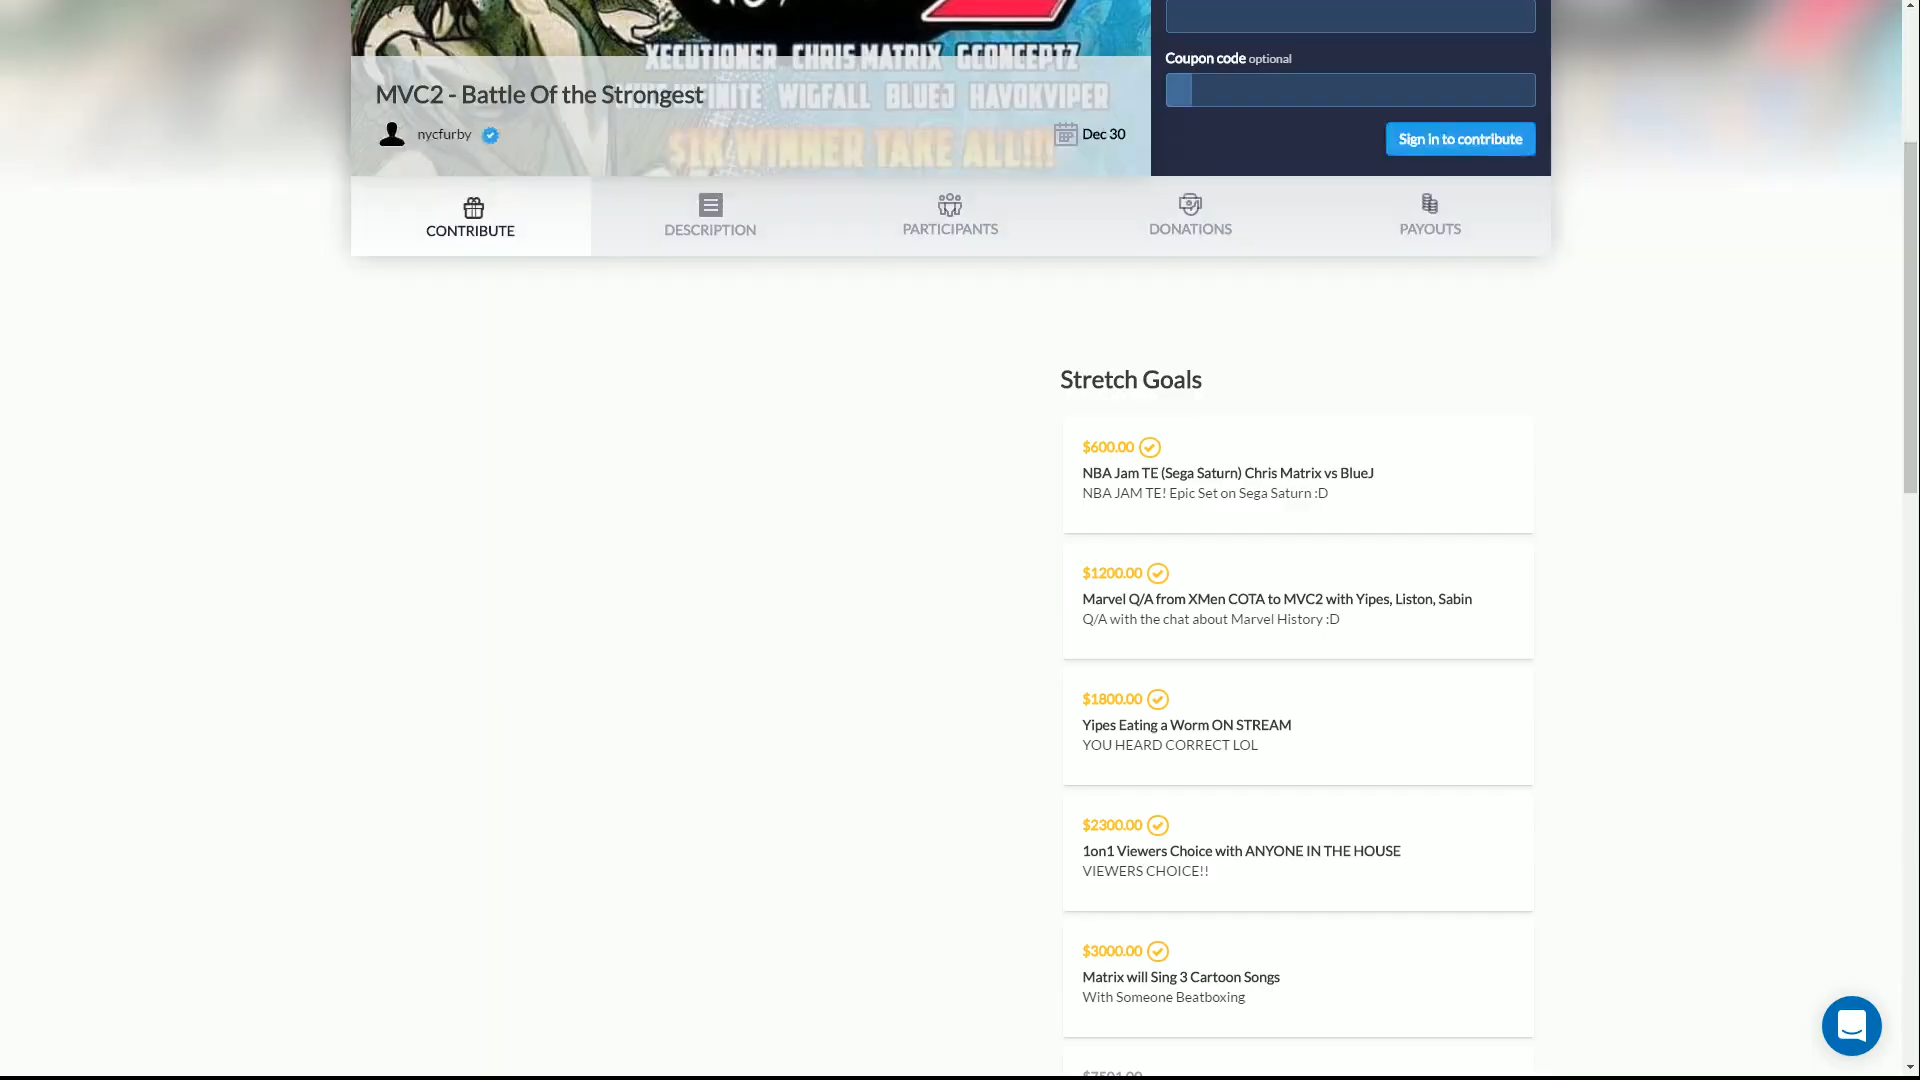 XECUTIONER CHRIS MATRIX GCONCEPTZ
Coupon code optional
MVC2 - Battle Of the Strongest
WIGFALL BLUEJ HAVOKVIPER
nycfurby
Dec 30
Sign in to contribute
$1K WINNER TAKE ALL!!!
CONTRIBUTE
DESCRIPTION
PARTICIPANTS
DONATIONS
PAYOUTS
Stretch Goals
$600.00
NBA Jam TE (Sega Saturn) Chris Matrix vs BlueJ
NBA JAM TE! Epic Set on Sega Saturn :D
$1200.00
Marvel Q/A from XMen COTA to MVC2 with Yipes, Liston, Sabin
Q/A with the chat about Marvel History :D
$1800.00
Yipes Eating a Worm ON STREAM
YOU HEARD CORRECT LOL
$2300.00
1on1 Viewers Choice with ANYONE IN THE HOUSE
VIEWERS CHOICE!!
$3000.00
Matrix will Sing 3 Cartoon Songs
With Someone Beatboxing